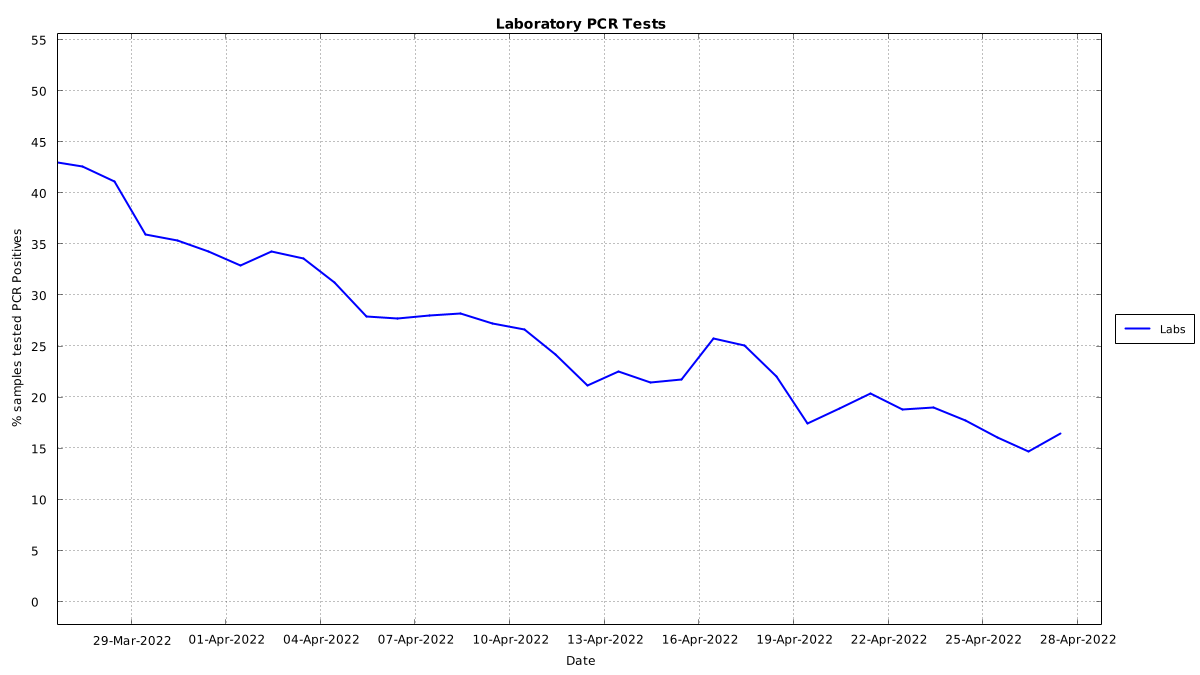 Laboratory PCR Tests
55
50
45
40
35
30
25
20
15
10
5
0
% samples tested PCR Positives
29-Mar-2022 01-Apr-2022 04-Apr-2022 07-Apr-2022 10-Apr-2022 13-Apr-2022 16-Apr-2022 19-Apr-2022 22-Apr-2022 25-Apr-2022 28-Apr-2022
Date
Labs